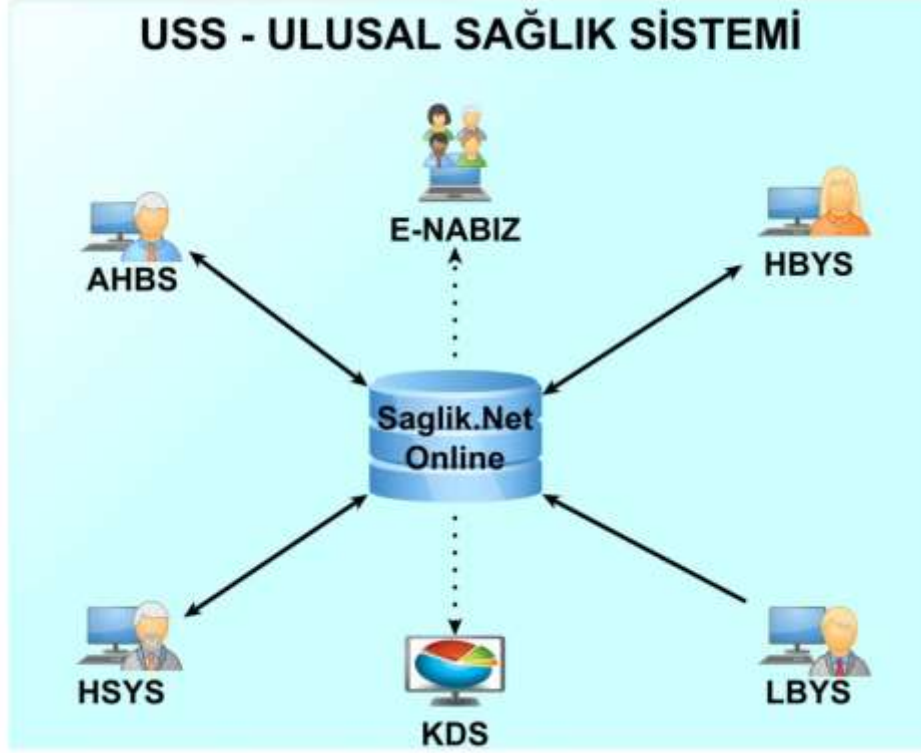 USS - ULUSAL SAĞLIK SİSTEMİ
E-NABIZ
AHBS
HBYS
Saglik.Net
Online
HSYS
LBYS
KDS